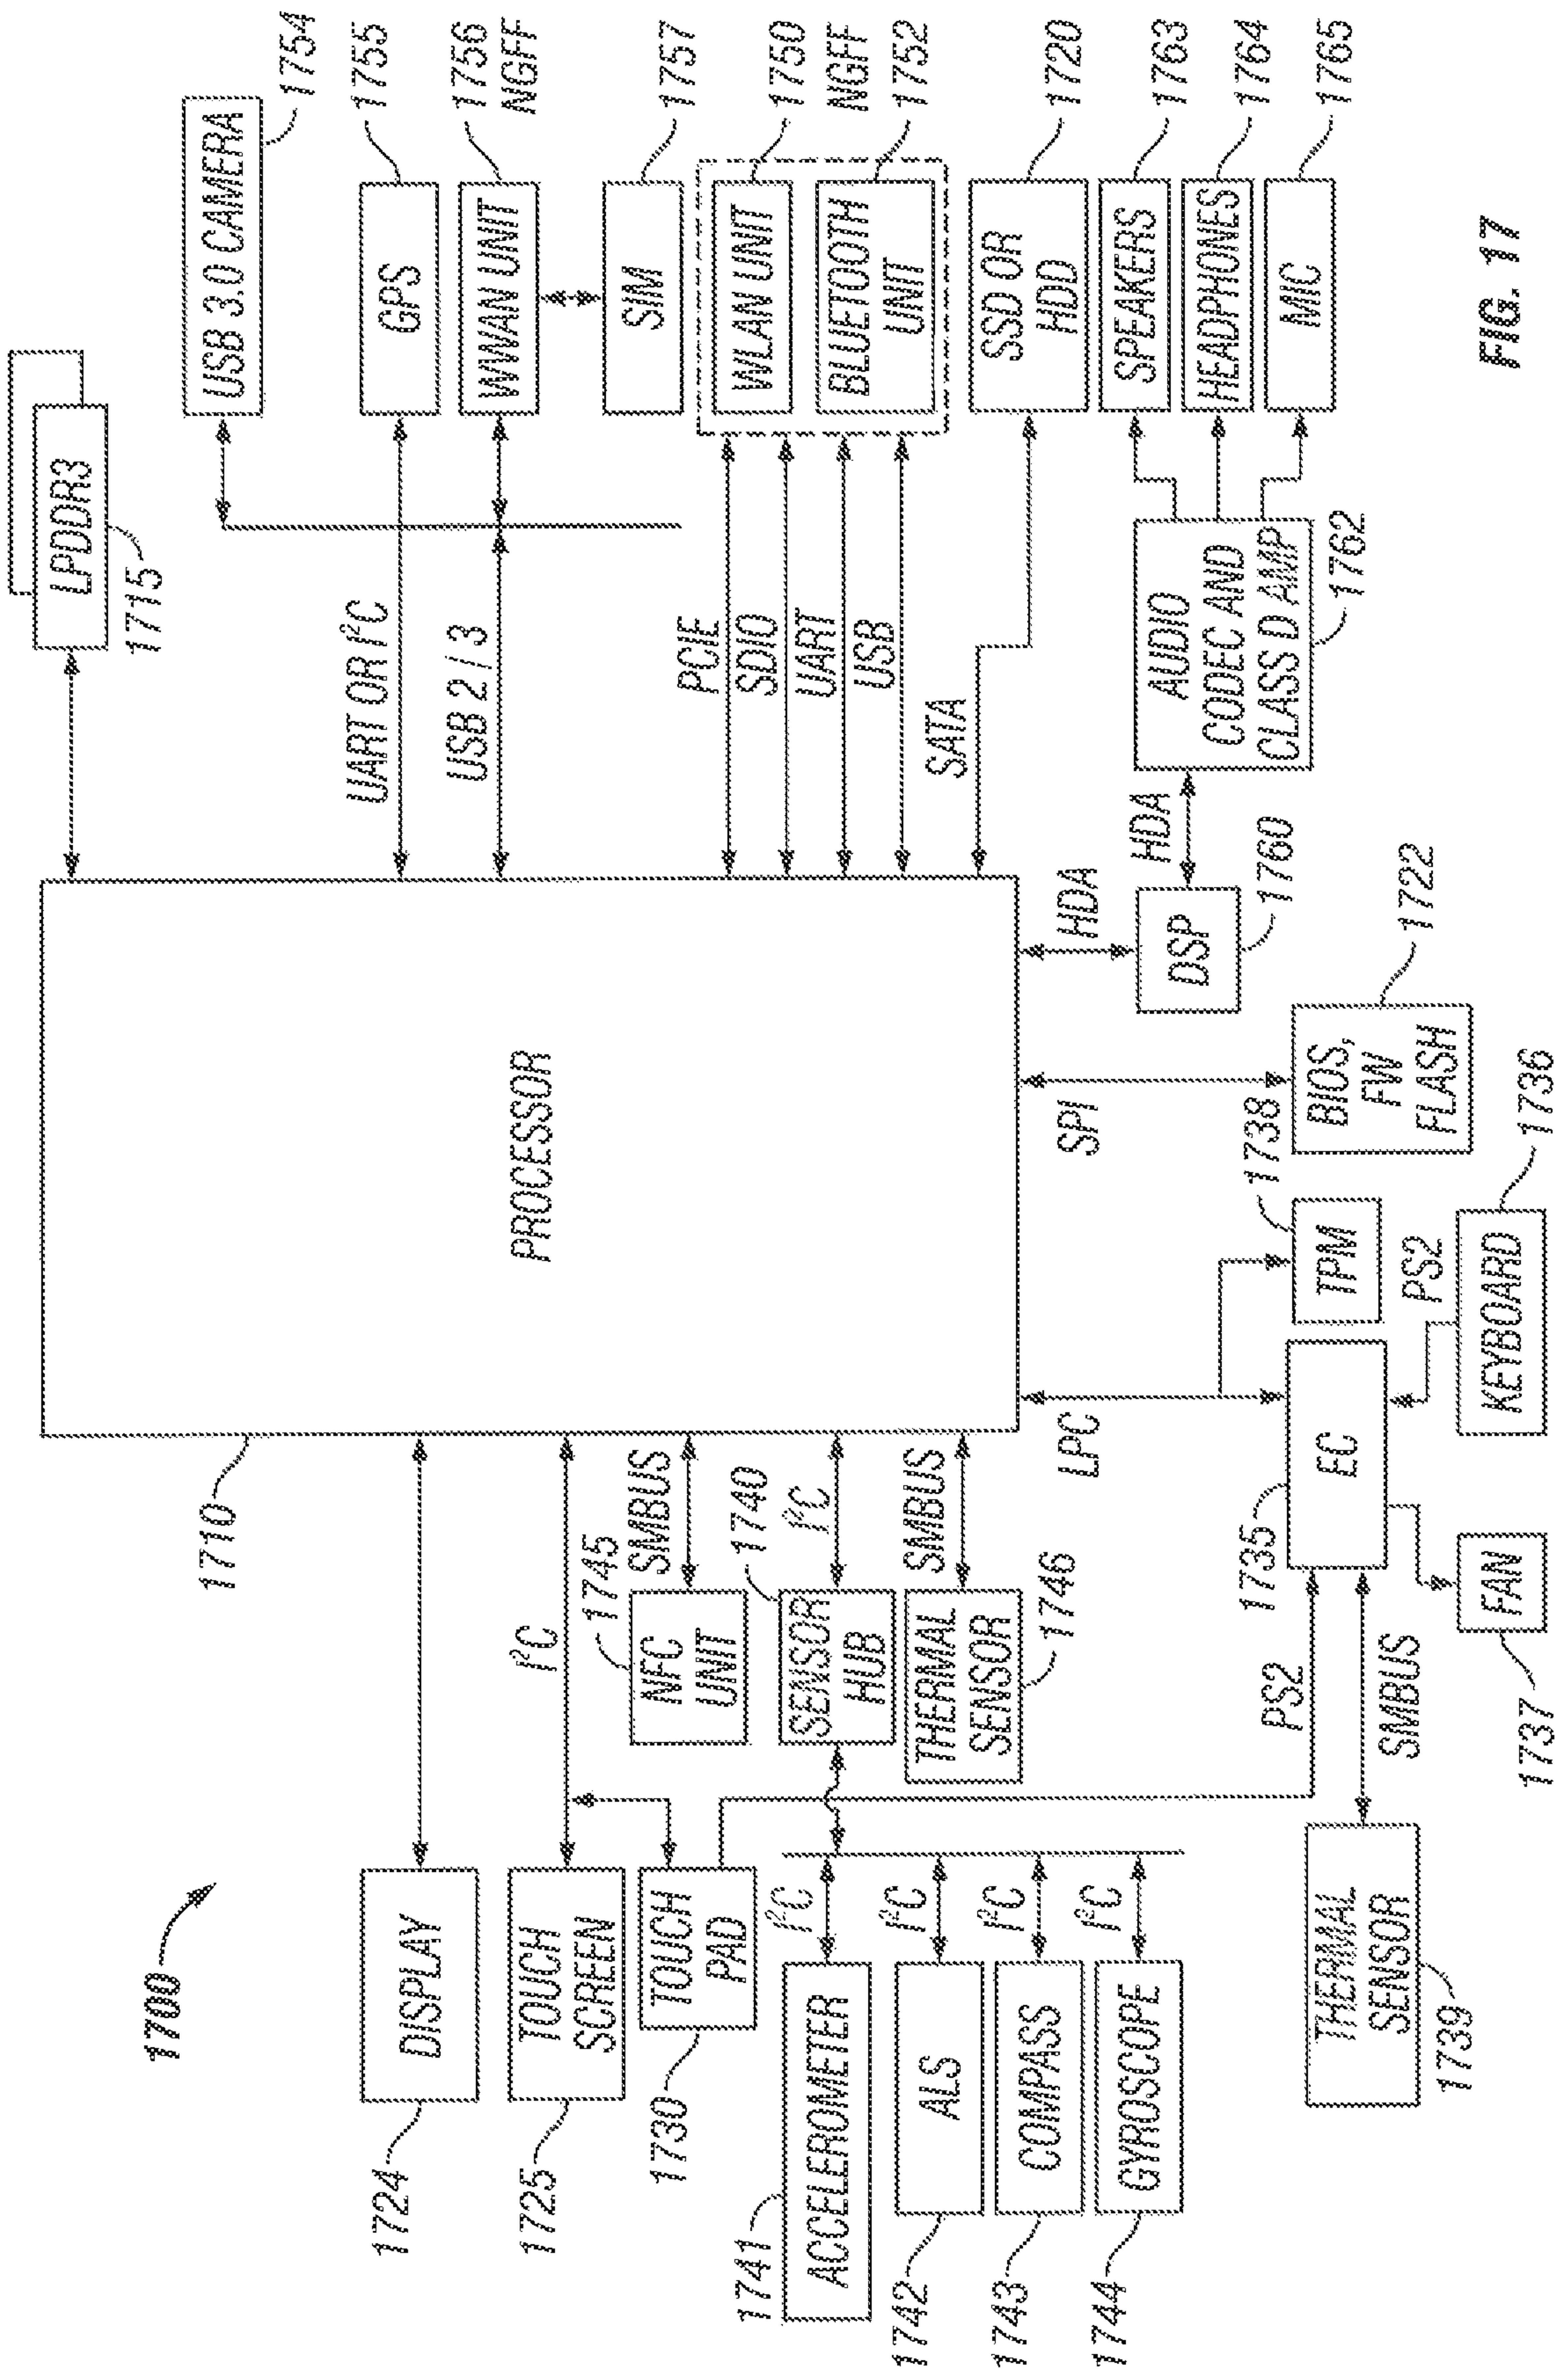 1700
1724
DISPLAY
1725
TOUCH
SCREEN
1730
TOUCH
PAD
1741
ACCELEROMETER
I²C
1742
ALS
I²C
1743
COMPASS
I²C
1744
GYROSCOPE
I²C
1739
THERMAL
SENSOR
SMBUS
PS2
1737
FAN
I²C
1745
NFC
UNIT
SMBUS
1740
SENSOR
HUB
I²C
1746
THERMAL
SENSOR
SMBUS
1710
PROCESSOR
LPC
1735
EC
1738
TPM
PS2
KEYBOARD
1736
SPI
BIOS,
FW
FLASH
1722
HDA
DSP
1760
HDA
AUDIO
CODEC AND
CLASS D AMP
1762
LPDDR3
1715
UART OR I²C
USB 2 / 3
PCIE
SDIO
UART
USB
SATA
USB 3.0 CAMERA
1754
GPS
1755
WWAN UNIT
1756
NGFF
SIM
1757
WLAN UNIT
1750
NGFF
BLUETOOTH
UNIT
1752
SSD OR
HDD
1720
SPEAKERS
1763
HEADPHONES
1764
MIC
1765
FIG. 17